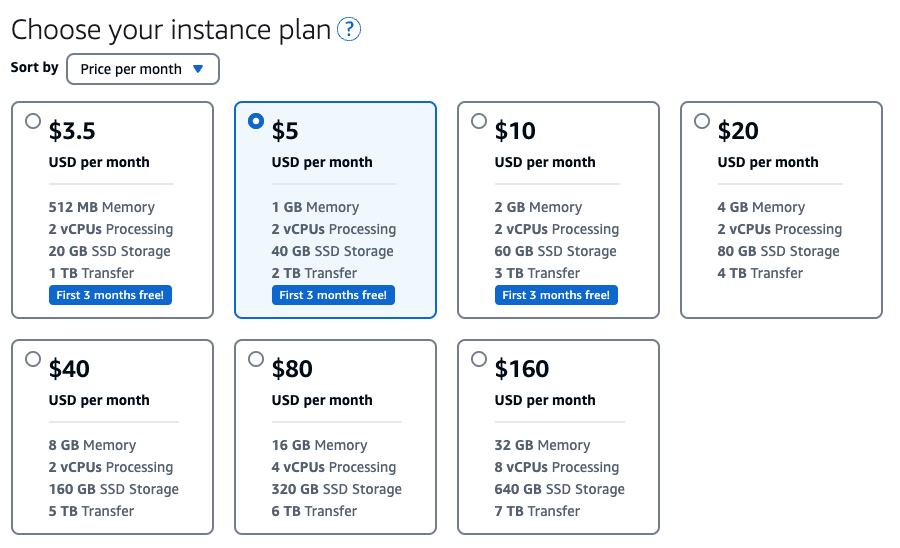 Choose your instance plan ?
Sort by Price per month
$3.5
USD per month
512 MB Memory
2 vCPUs Processing
20 GB SSD Storage
1 TB Transfer
First 3 months free!
$5
USD per month
1 GB Memory
2 vCPUs Processing
40 GB SSD Storage
2 TB Transfer
First 3 months free!
$10
USD per month
2 GB Memory
2 vCPUs Processing
60 GB SSD Storage
3 TB Transfer
First 3 months free!
$20
USD per month
4 GB Memory
2 vCPUs Processing
80 GB SSD Storage
4 TB Transfer
$40
USD per month
8 GB Memory
2 vCPUs Processing
160 GB SSD Storage
5 TB Transfer
$80
USD per month
16 GB Memory
4 vCPUs Processing
320 GB SSD Storage
6 TB Transfer
$160
USD per month
32 GB Memory
8 vCPUs Processing
640 GB SSD Storage
7 TB Transfer